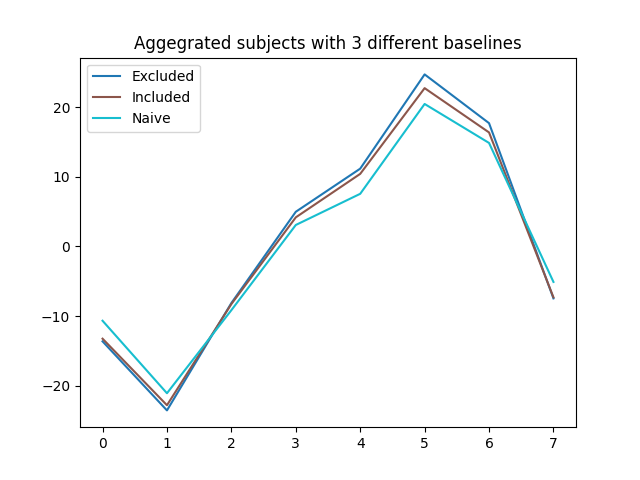 Aggegrated subjects with 3 different baselines
Excluded
Included
Naive
20
10
0
−10
−20
0 1 2 3 4 5 6 7